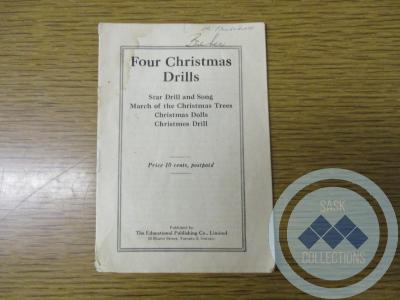 Four Christmas
Drills
Star Drill and Song
March of the Christmas Trees
Christmas Dolls
Christmas Drill
Price 10 cents, postpaid
Published by
The Educational Publishing Co., Limited
SASK
COLLECTIONS